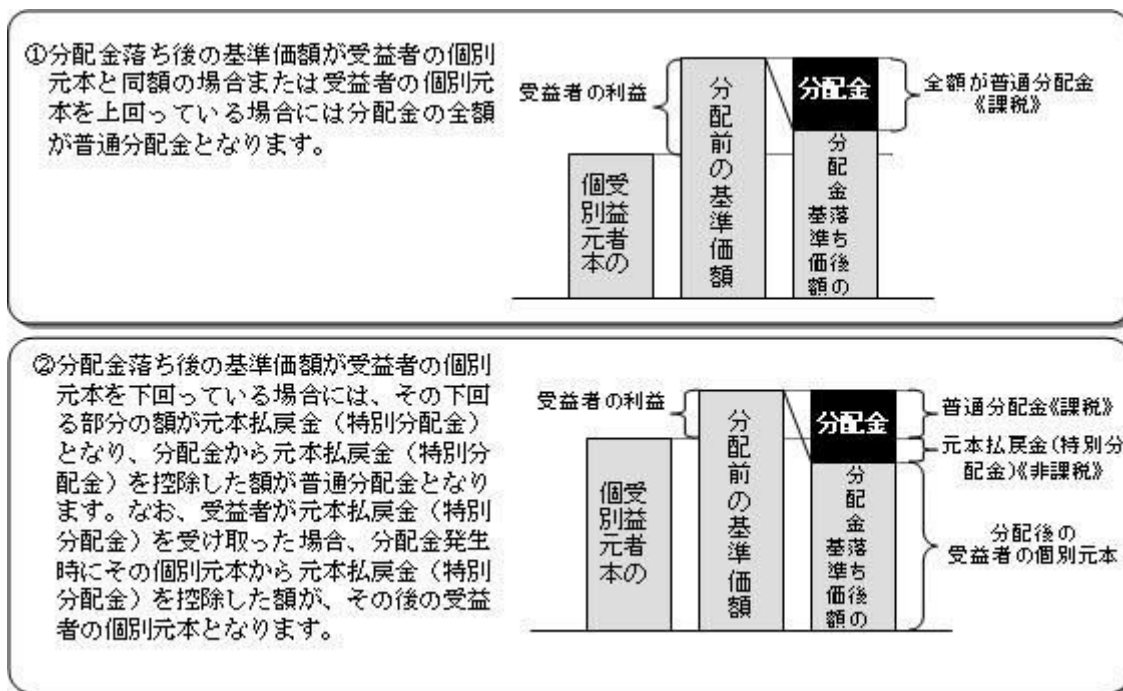 ①分配金落ち後の基準価額が受益者の個別
元本と同額の場合または受益者の個別元
本を上回っている場合には分配金の全額
が普通分配金となります。
受益者の利益
受益者の
個別元本
分配前の基準価額
分配金
分配金落ち後の
基準価額
全額が普通分配金
《課税》
②分配金落ち後の基準価額が受益者の個別
元本を下回っている場合には、その下回
る部分の額が元本払戻金（特別分配金）
となり、分配金から元本払戻金（特別分
配金）を控除した額が普通分配金となり
ます。なお、受益者が元本払戻金（特別
分配金）を受け取った場合、分配金発生
時にその個別元本から元本払戻金（特別
分配金）を控除した額が、その後の受益
者の個別元本となります。
受益者の利益
受益者の
個別元本
分配前の基準価額
分配金
分配金落ち後の
基準価額
普通分配金《課税》
元本払戻金(特別分
配金)《非課税》
分配後の
受益者の個別元本